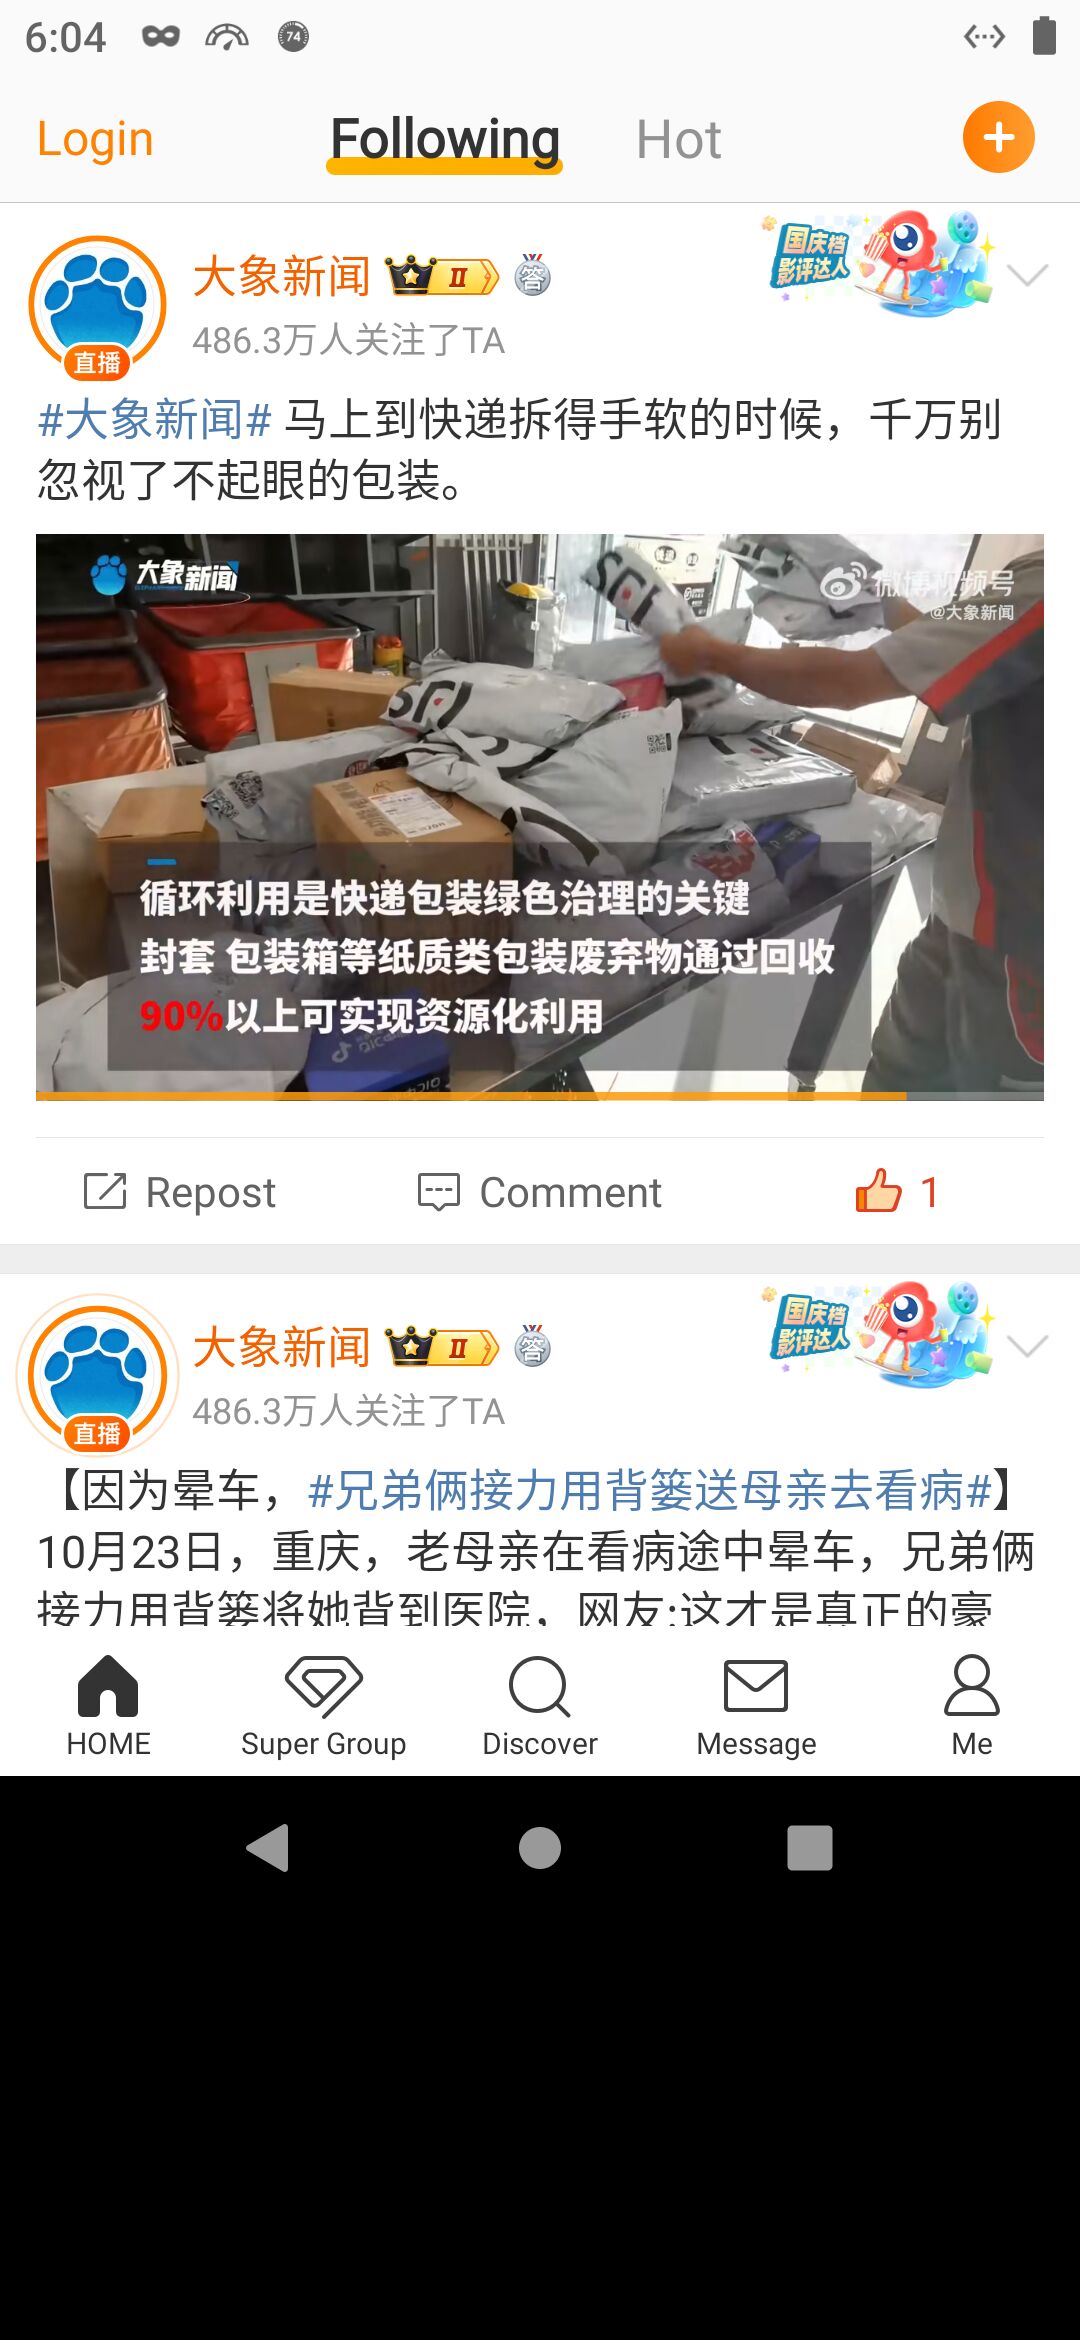 6:04
74
Login
Following
Hot
大象新闻
II
答
国庆档
影评达人
486.3万人关注了TA
直播
#大象新闻# 马上到快递拆得手软的时候，千万别
忽视了不起眼的包装。
大象新闻
微博视频号
@大象新闻
循环利用是快递包装绿色治理的关键
封套 包装箱等纸质类包装废弃物通过回收
90%以上可实现资源化利用
Repost
Comment
1
大象新闻
II
答
国庆档
影评达人
486.3万人关注了TA
直播
【因为晕车，#兄弟俩接力用背篓送母亲去看病#】
10月23日，重庆，老母亲在看病途中晕车，兄弟俩
接力用背篓将她背到医院，网友:这才是真正的豪
HOME
Super Group
Discover
Message
Me